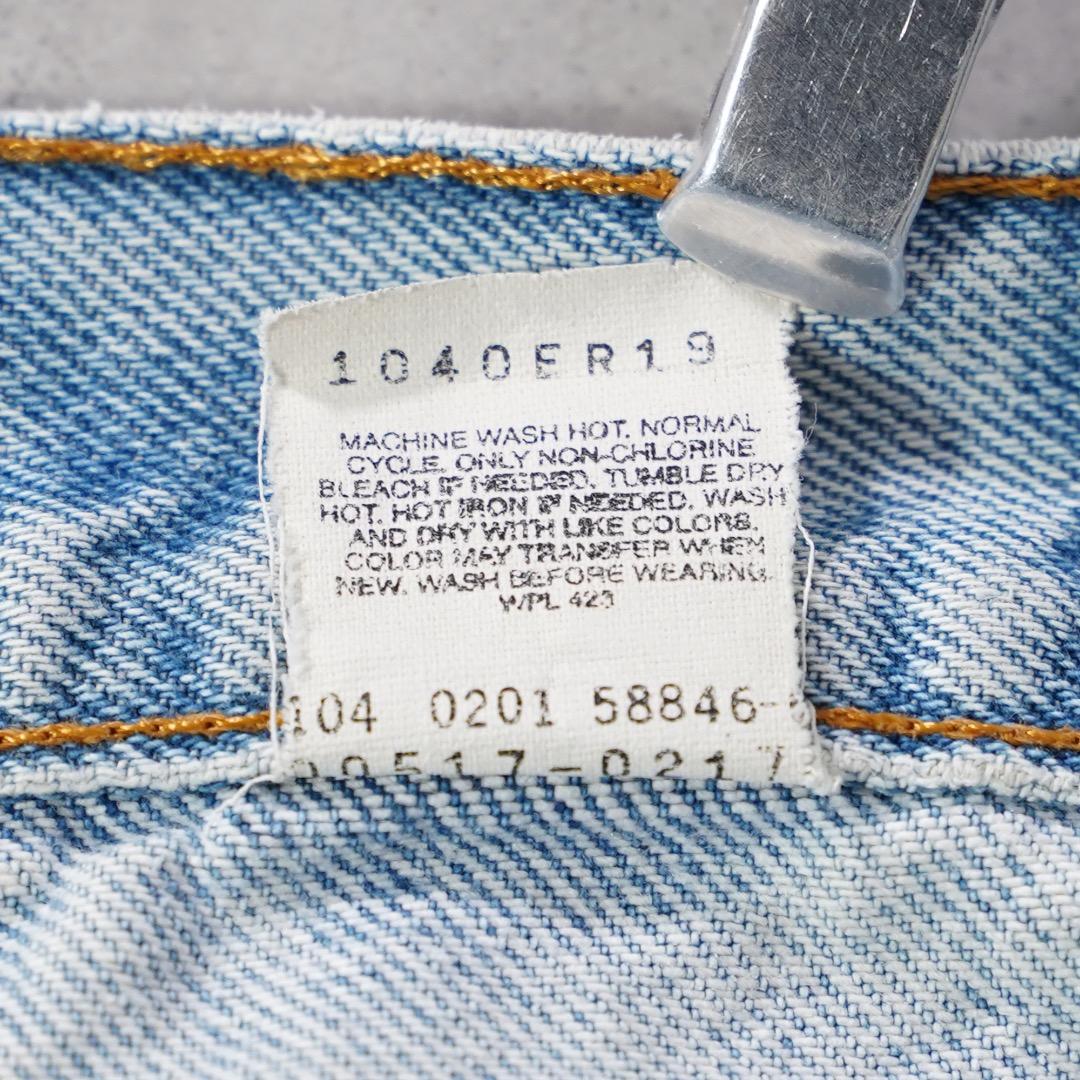 1040ER19
MACHINE WASH HOT. NORMAL
CYCLE. ONLY NON-CHLORINE
BLEACH IF NEEDED. TUMBLE DRY
HOT. HOT IRON IF NEEDED. WASH
AND DRY WITH LIKE COLORS.
COLOR MAY TRANSFER WHEN
NEW. WASH BEFORE WEARING.
WPL 423
104 0201 58846-
00517-0217